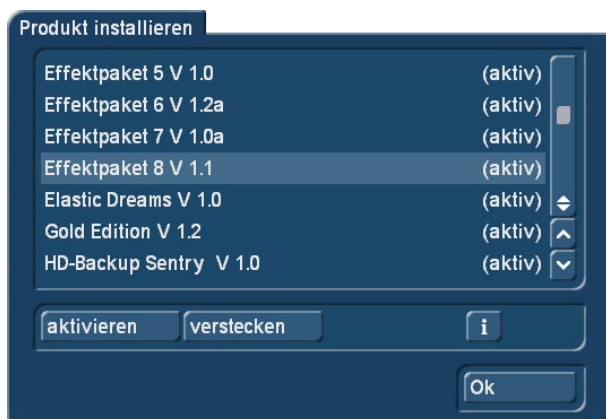 Produkt installieren
Effektpaket 5 V 1.0 (aktiv)
Effektpaket 6 V 1.2a (aktiv)
Effektpaket 7 V 1.0a (aktiv)
Effektpaket 8 V 1.1 (aktiv)
Elastic Dreams V 1.0 (aktiv)
Gold Edition V 1.2 (aktiv)
HD-Backup Sentry V 1.0 (aktiv)
aktivieren verstecken i
Ok